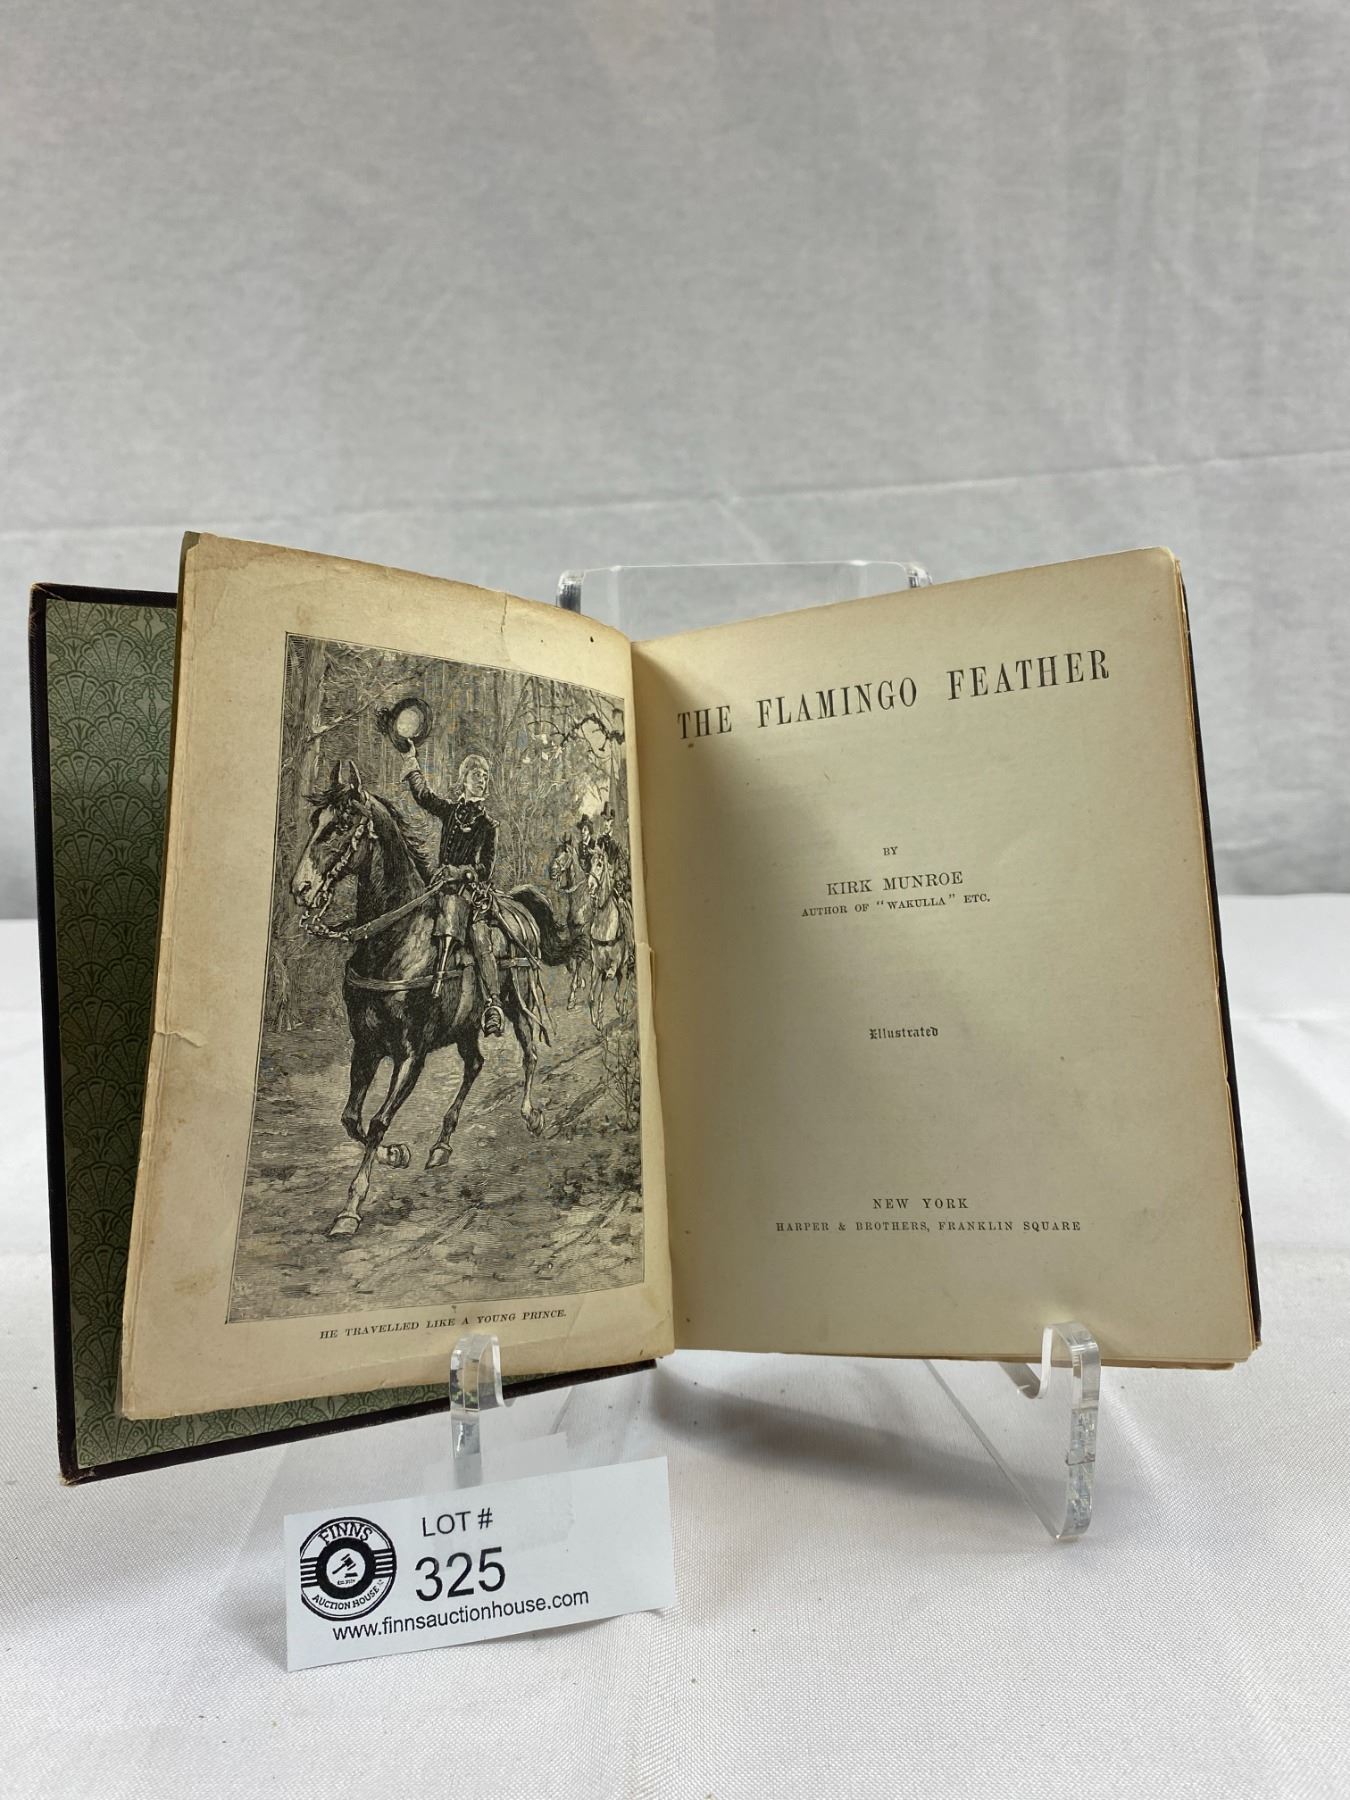 HE TRAVELLED LIKE A YOUNG PRINCE.
THE FLAMINGO FEATHER
BY
KIRK MUNROE
AUTHOR OF "WAKULLA" ETC.
Illustrated
NEW YORK
HARPER & BROTHERS, FRANKLIN SQUARE
FINNS
AUCTION HOUSE
LOT #
325
www.finnsauctionhouse.com